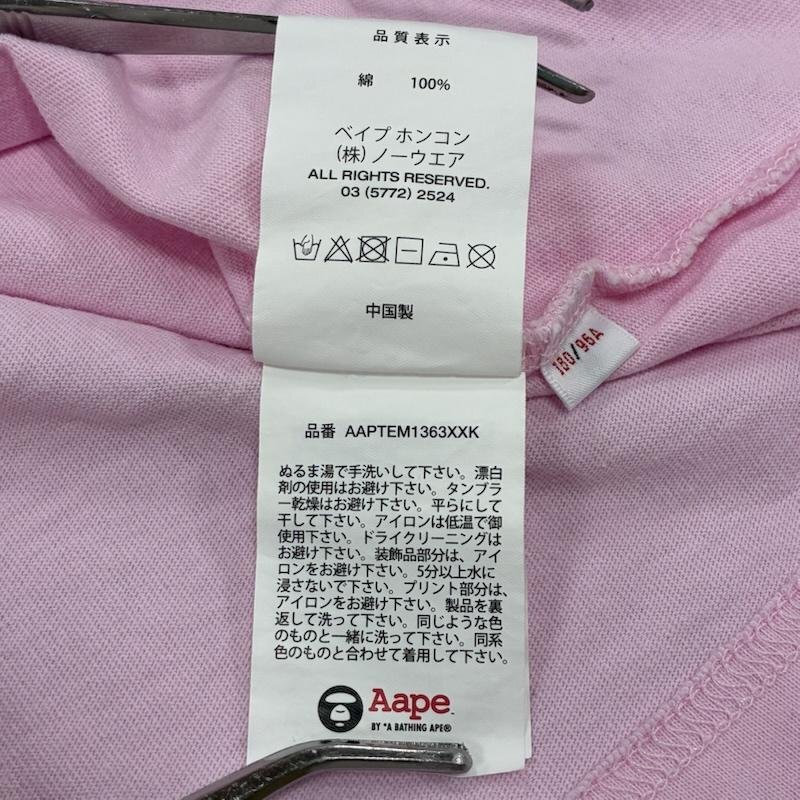 品質表示
綿 100%
ベイプ ホンコン
(株) ノーウエア
ALL RIGHTS RESERVED.
03 (5772) 2524
中国製
180/96A
品番 AAPTEM1363XXK
ぬるま湯で手洗いして下さい。漂白
剤の使用はお避け下さい。タンブラ
ー乾燥はお避け下さい。平らにして
干して下さい。アイロンは低温で御
使用下さい。ドライクリーニングは
お避け下さい。装飾品部分は、アイ
ロンをお避け下さい。5分以上水に
浸さないで下さい。プリント部分は、
アイロンをお避け下さい。製品を裏
返して洗って下さい。同じような色
のものと一緒に洗って下さい。同系
色のものと合わせて着用して下さい。
Aape
BY *A BATHING APE®